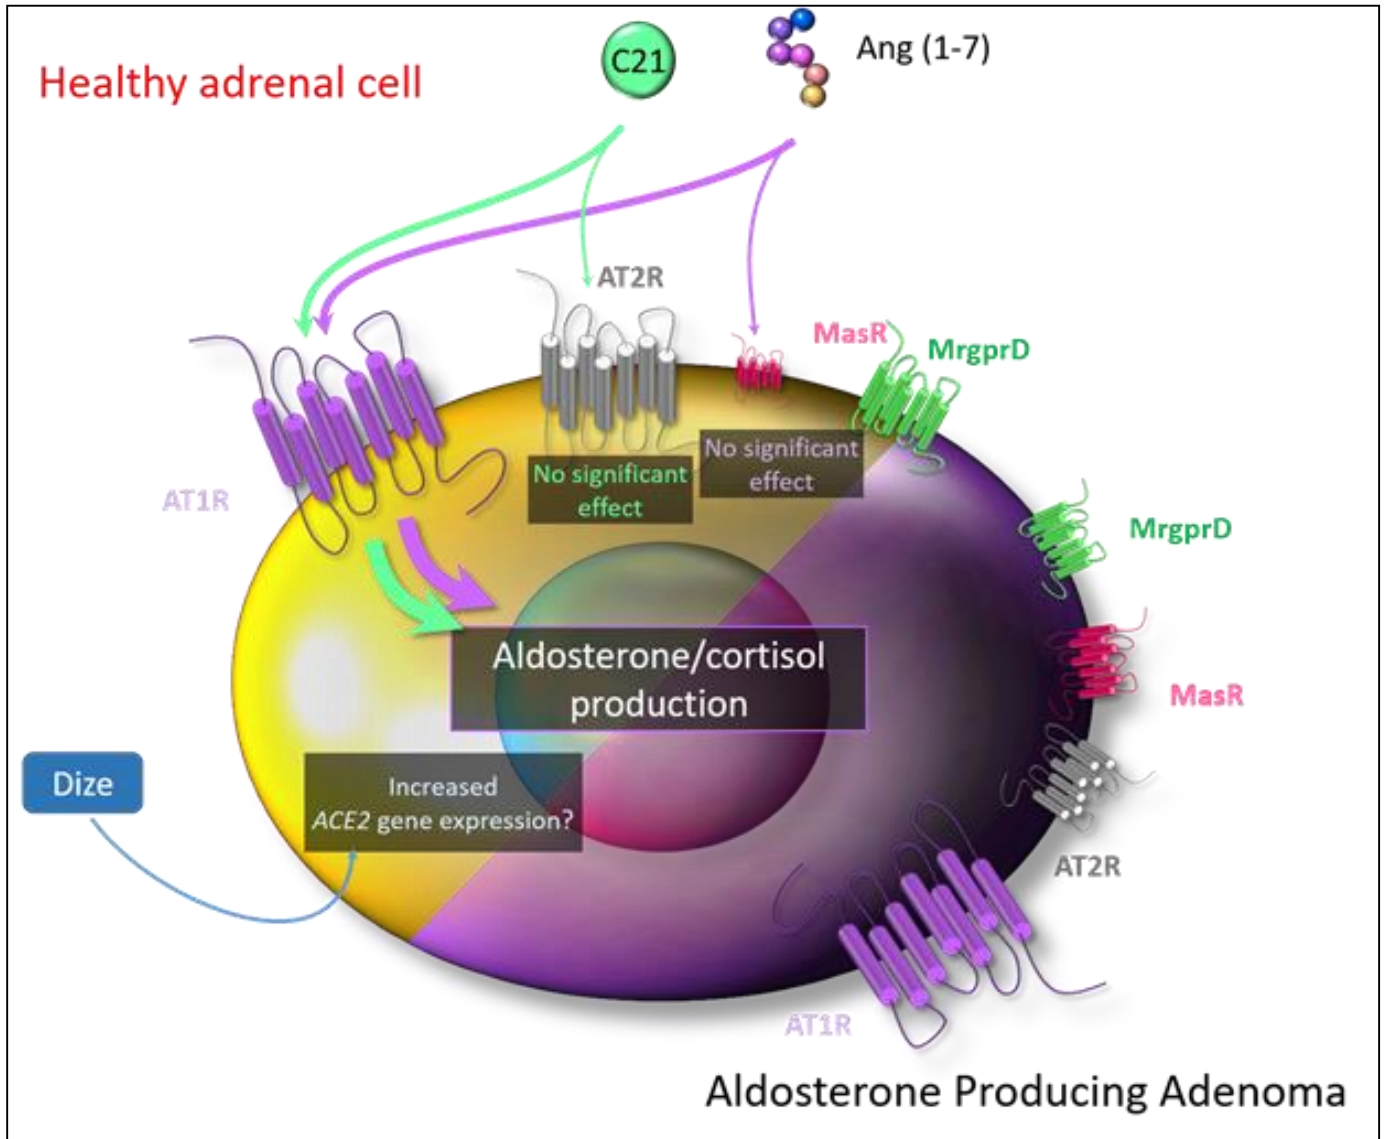 C21
Ang (1-7)
Healthy adrenal cell
AT2R
MasR
MrgprD
No significant
effect
No significant
effect
AT1R
MrgprD
Aldosterone/cortisol
production
MasR
Dize
Increased
ACE2 gene expression?
AT2R
AT1R
Aldosterone Producing Adenoma